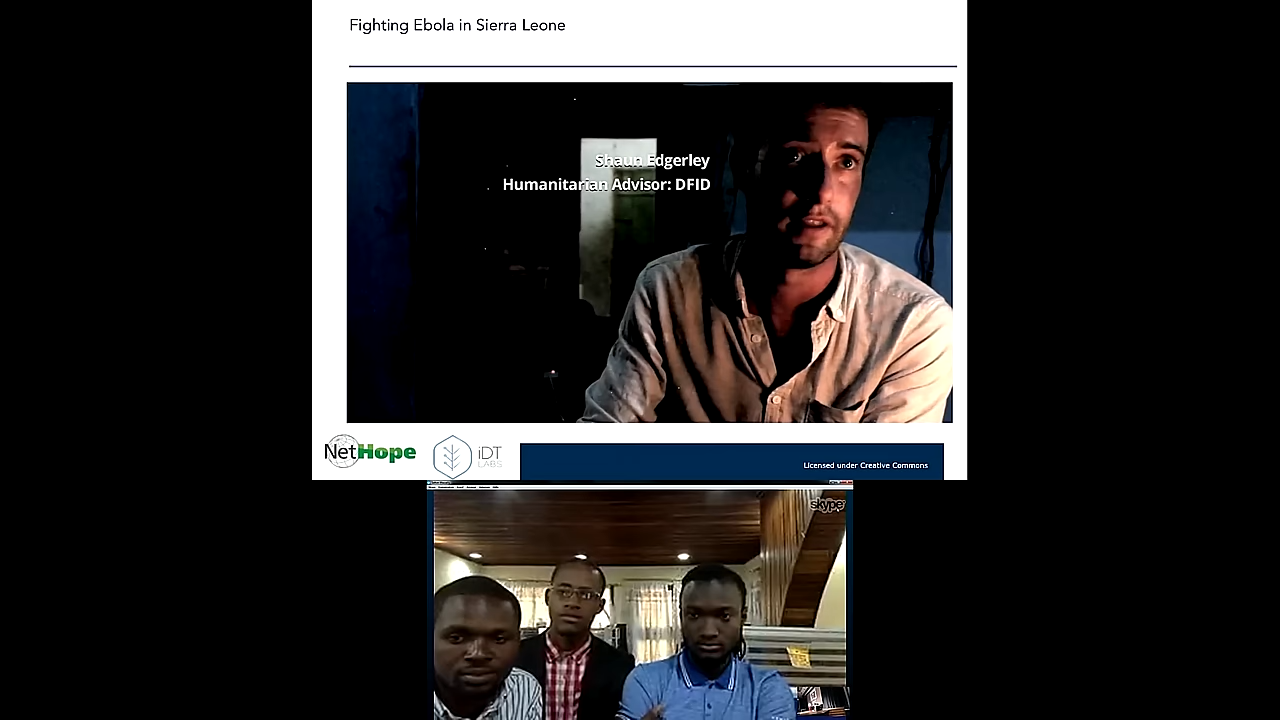 Fighting Ebola in Sierra Leone
Shaun Edgerley
Humanitarian Advisor: DFID
NetHope
iDT
LABS
Licensed under Creative Commons
skype